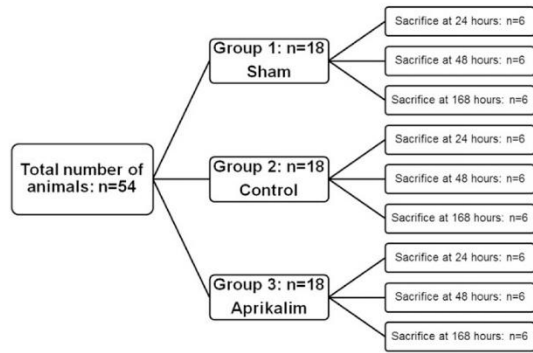 Total number of
animals: n=54
Group 1: n=18
Sham
Sacrifice at 24 hours: n=6
Sacrifice at 48 hours: n=6
Sacrifice at 168 hours: n=6
Group 2: n=18
Control
Sacrifice at 24 hours: n=6
Sacrifice at 48 hours: n=6
Sacrifice at 168 hours: n=6
Group 3: n=18
Aprikalim
Sacrifice at 24 hours: n=6
Sacrifice at 48 hours: n=6
Sacrifice at 168 hours: n=6